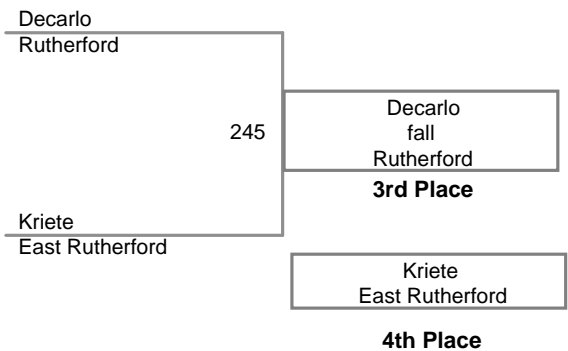 Decarlo
Rutherford
245
Decarlo
fall
Rutherford
3rd Place
Kriete
East Rutherford
Kriete
East Rutherford
4th Place